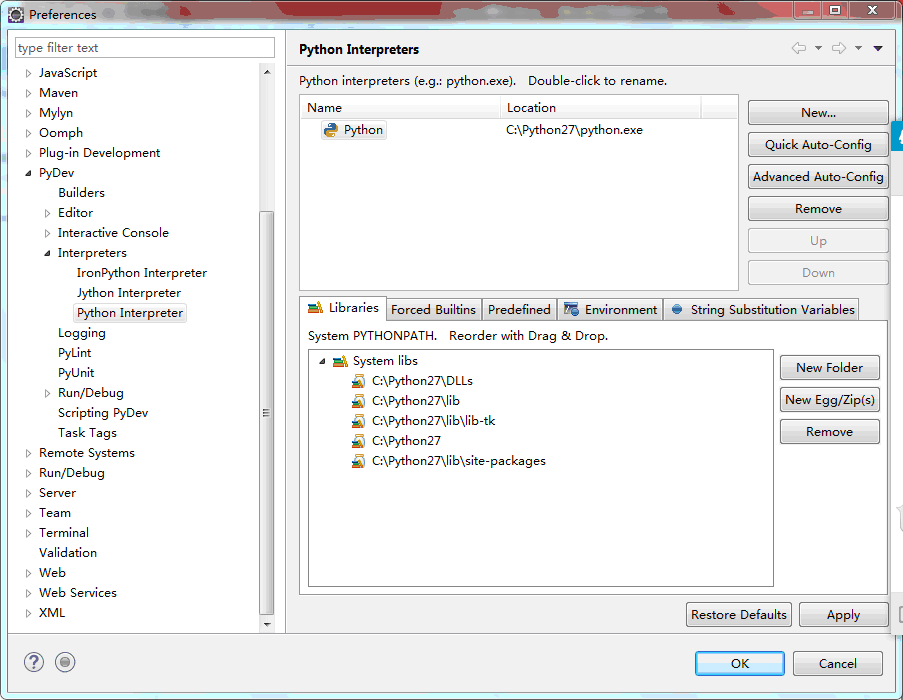 Preferences
type filter text
JavaScript
Maven
Mylyn
Oomph
Plug-in Development
PyDev
Builders
Editor
Interactive Console
Interpreters
IronPython Interpreter
Jython Interpreter
Python Interpreter
Logging
PyLint
PyUnit
Run/Debug
Scripting PyDev
Task Tags
Remote Systems
Run/Debug
Server
Team
Terminal
Validation
Web
Web Services
XML
Python Interpreters
Python interpreters (e.g.: python.exe).   Double-click to rename.
Name Location
Python C:\Python27\python.exe
New...
Quick Auto-Config
Advanced Auto-Config
Remove
Up
Down
Libraries Forced Builtins Predefined Environment String Substitution Variables
System PYTHONPATH.   Reorder with Drag & Drop.
System libs
C:\Python27\DLLs
C:\Python27\lib
C:\Python27\lib\lib-tk
C:\Python27
C:\Python27\lib\site-packages
New Folder
New Egg/Zip(s)
Remove
Restore Defaults Apply
OK Cancel